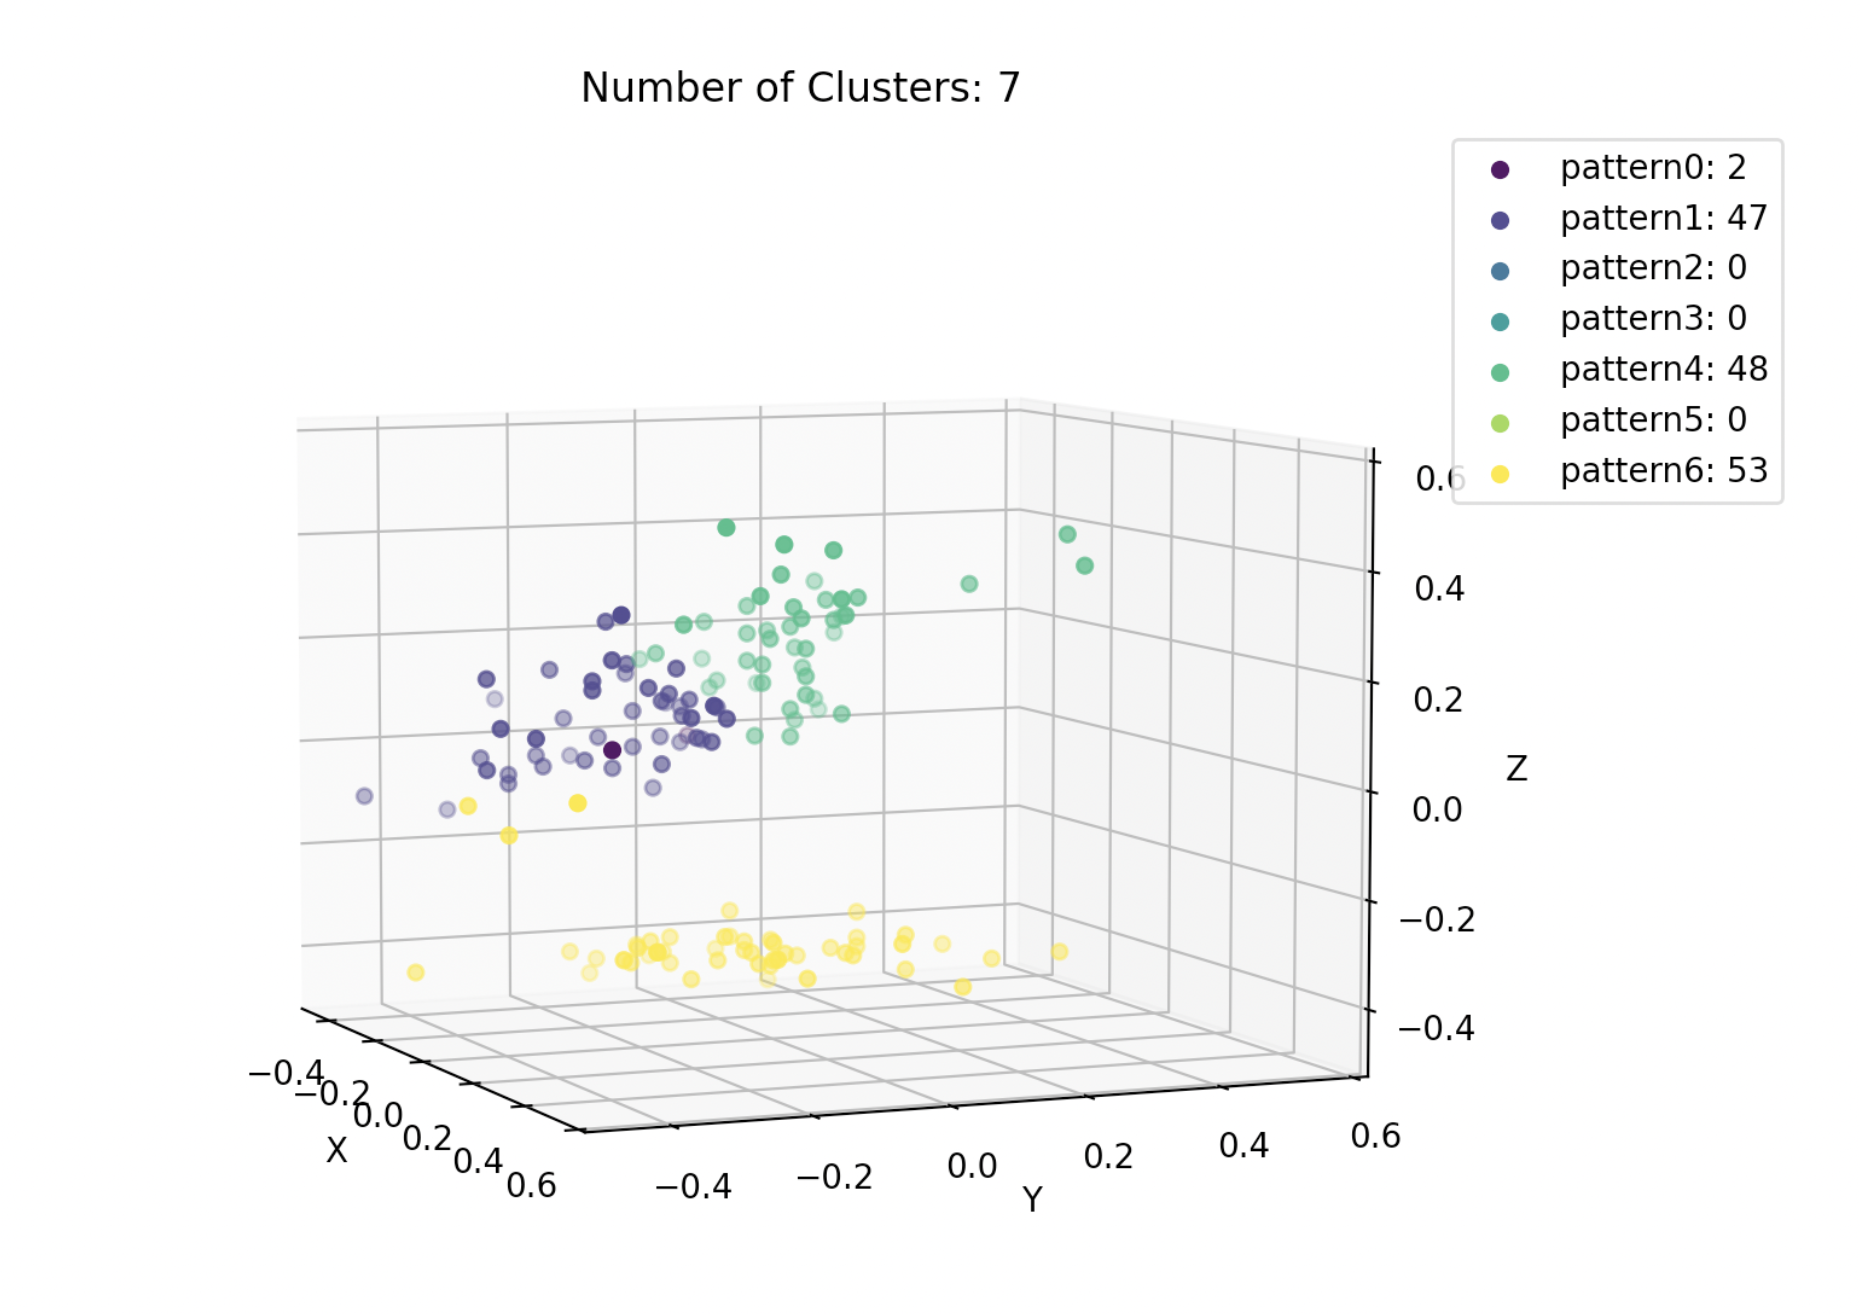 Number of Clusters: 7
pattern0: 2
pattern1: 47
pattern2: 0
pattern3: 0
pattern4: 48
pattern5: 0
pattern6: 53
0.6
0.4
0.2
0.0
−0.2
−0.4
Z
−0.4
−0.2
0.0
0.2
0.4
0.6
X
−0.4
−0.2
0.0
0.2
0.4
0.6
Y